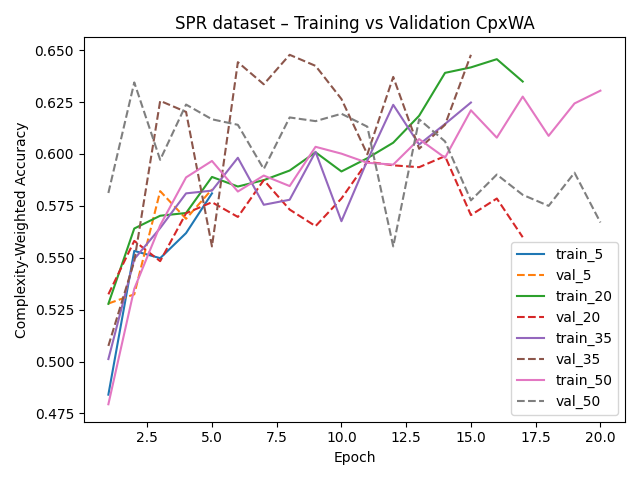 SPR dataset – Training vs Validation CpxWA
Complexity-Weighted Accuracy
0.650
0.625
0.600
0.575
0.550
0.525
0.500
0.475
train_5
val_5
train_20
val_20
train_35
val_35
train_50
val_50
2.5 5.0 7.5 10.0 12.5 15.0 17.5 20.0
Epoch